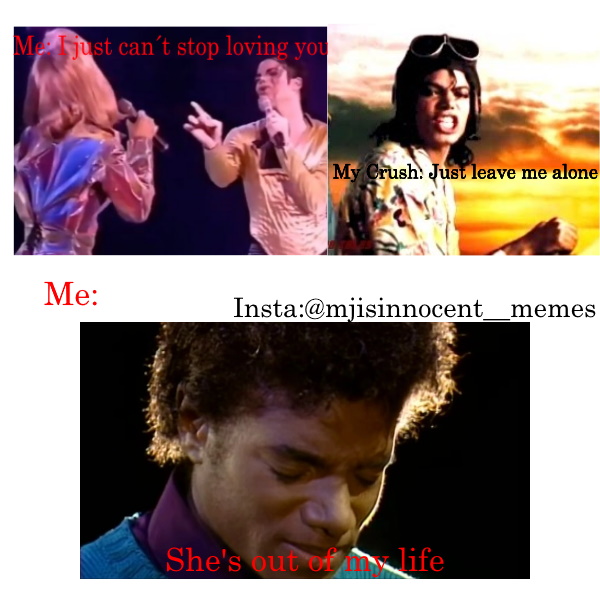 Me: I just can´t stop loving you
My Crush: Just leave me alone
Me:
Insta:@mjisinnocent__memes
She's out of my life